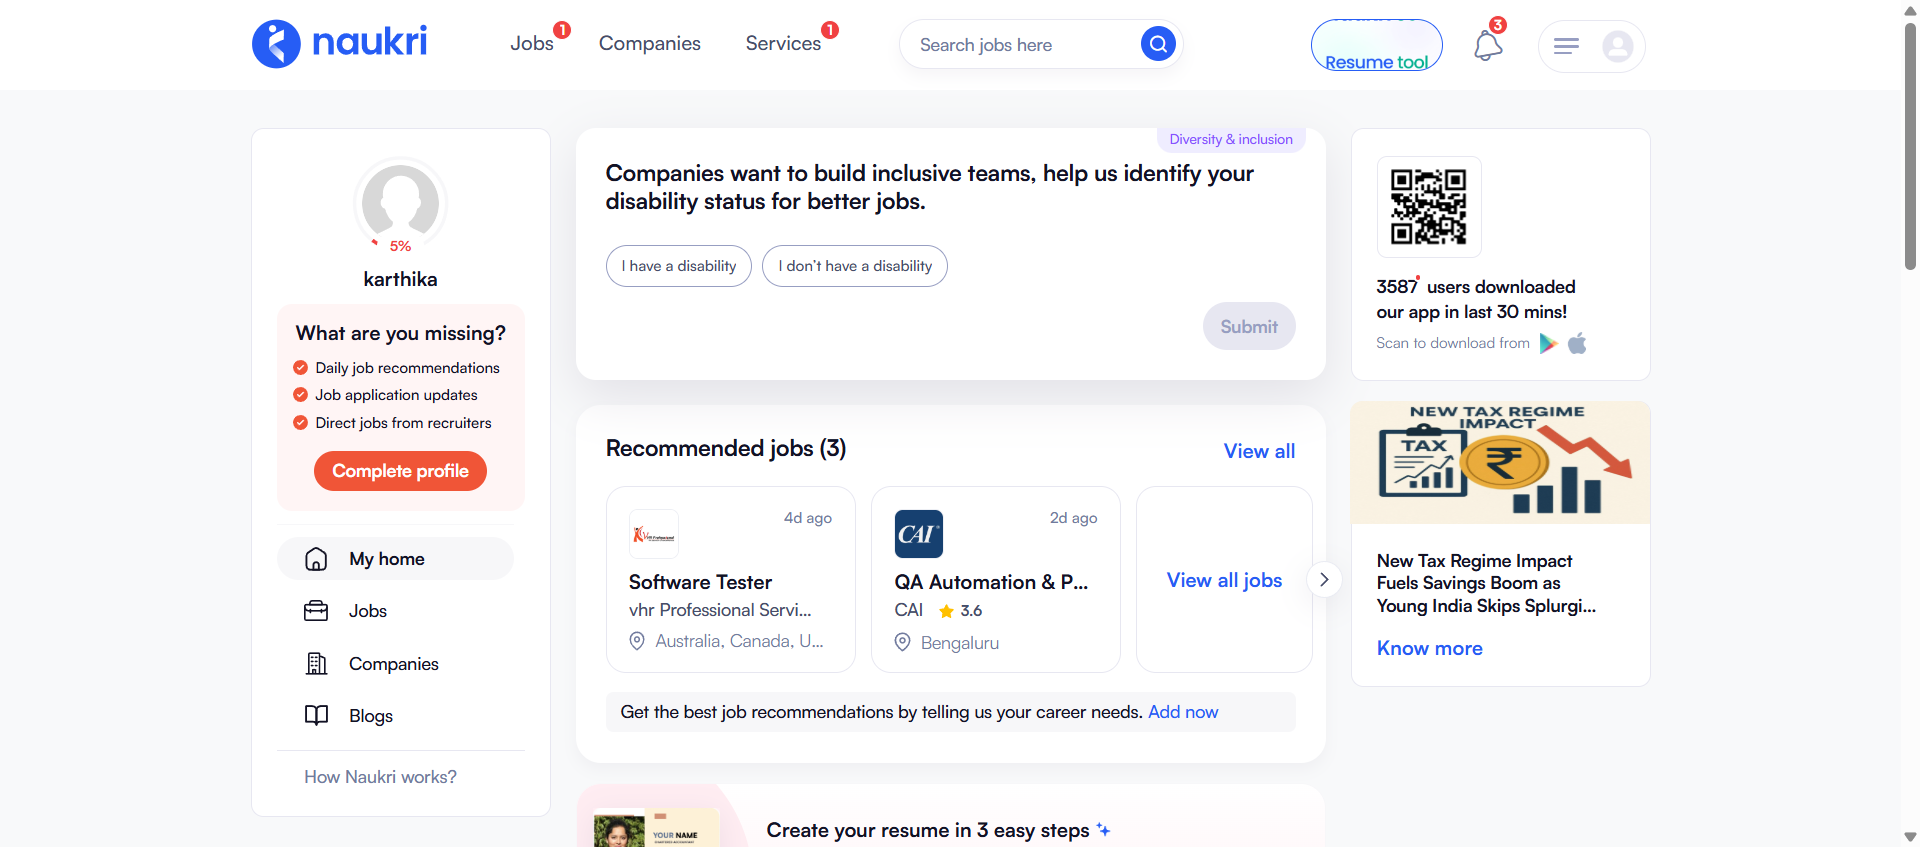 naukri
Jobs
1
Companies
Services
1
Search jobs here
Resume tool
3
5%
karthika
What are you missing?
Daily job recommendations
Job application updates
Direct jobs from recruiters
Complete profile
My home
Jobs
Companies
Blogs
How Naukri works?
Diversity & inclusion
Companies want to build inclusive teams, help us identify your
disability status for better jobs.
I have a disability
I don't have a disability
Submit
Recommended jobs (3)
View all
4d ago
Software Tester
vhr Professional Servi...
Australia, Canada, U...
CAI
2d ago
QA Automation & P...
CAI
3.6
Bengaluru
View all jobs
Get the best job recommendations by telling us your career needs. Add now
YOUR NAME
Create your resume in 3 easy steps
3587 users downloaded
our app in last 30 mins!
Scan to download from
NEW TAX REGIME
IMPACT
TAX
₹
New Tax Regime Impact
Fuels Savings Boom as
Young India Skips Splurgi...
Know more